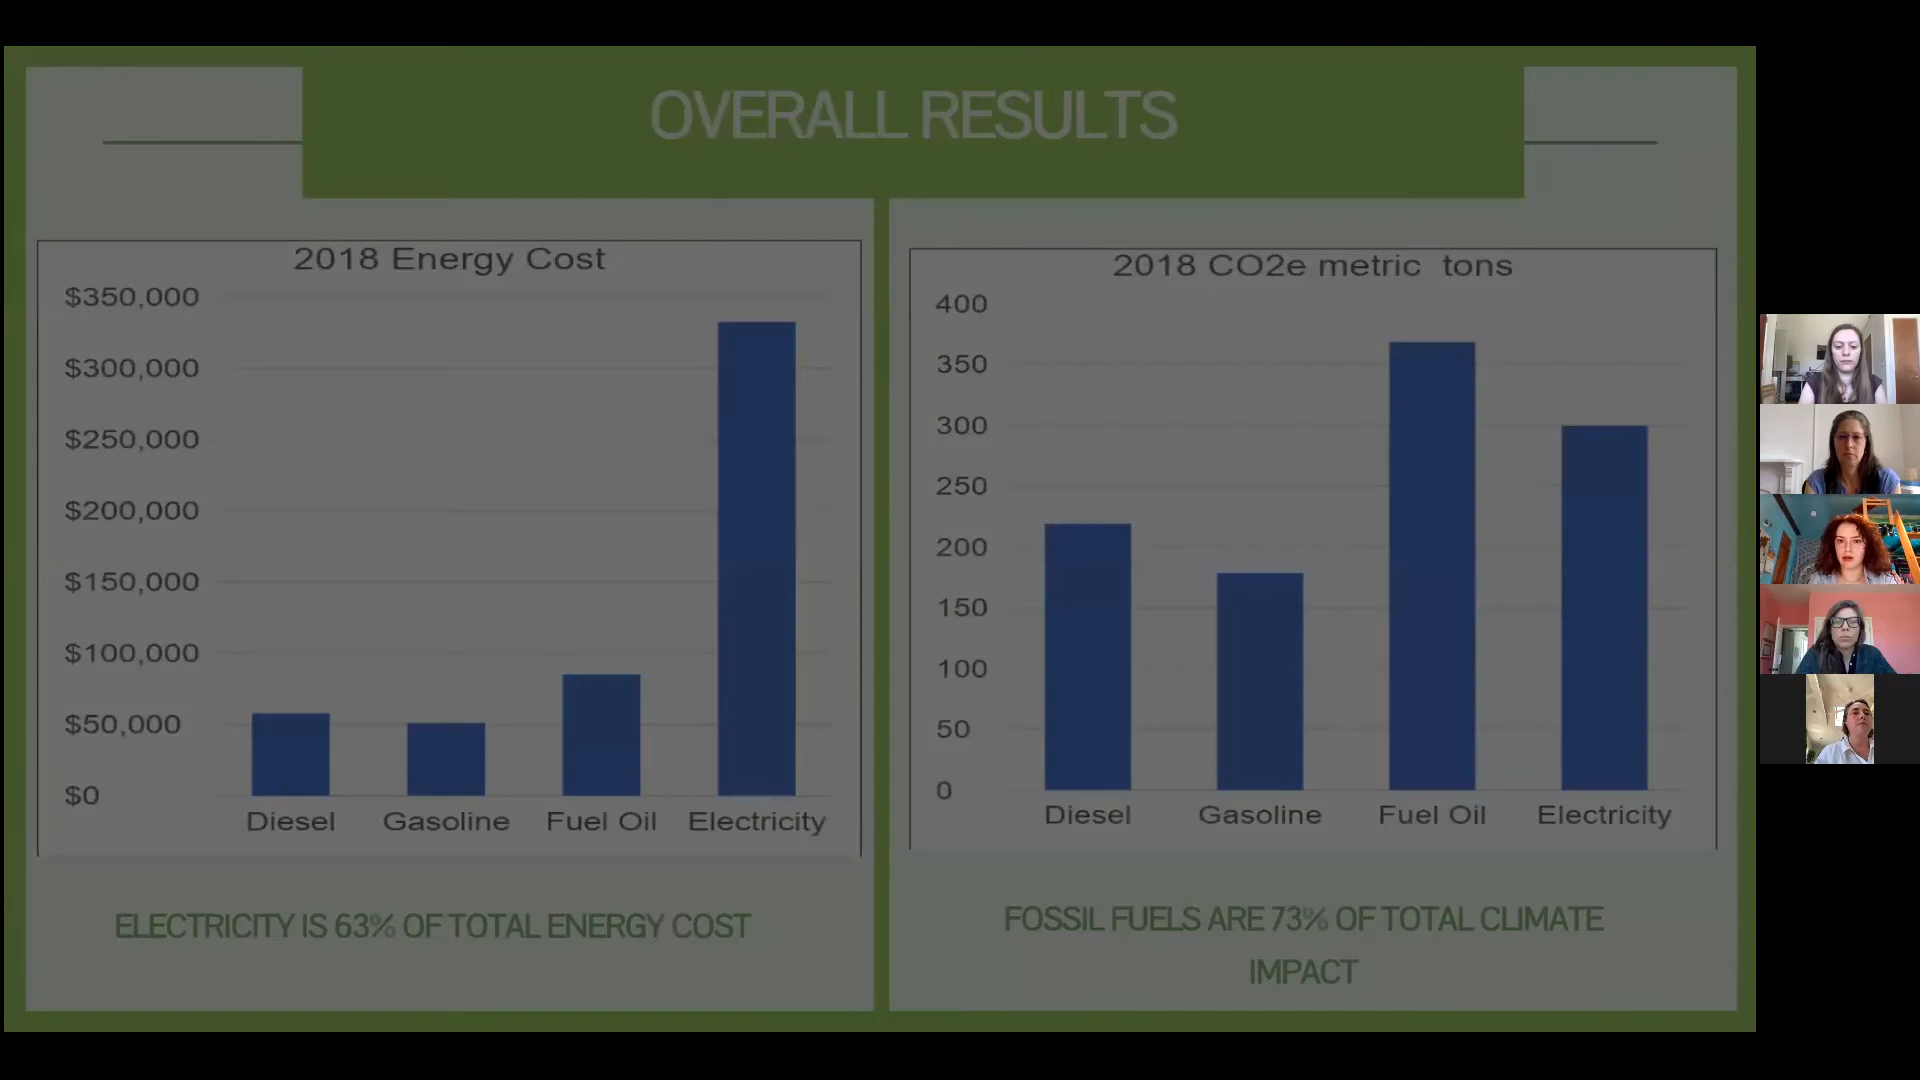 OVERALL RESULTS
2018 Energy Cost
$350,000
$300,000
$250,000
$200,000
$150,000
$100,000
$50,000
$0
Diesel Gasoline Fuel Oil Electricity
ELECTRICITY IS 63% OF TOTAL ENERGY COST
2018 CO2e metric tons
400
350
300
250
200
150
100
50
0
Diesel Gasoline Fuel Oil Electricity
FOSSIL FUELS ARE 73% OF TOTAL CLIMATE
IMPACT